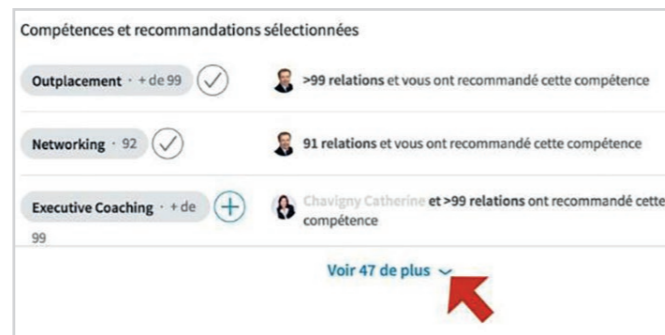 Compétences et recommandations sélectionnées
Outplacement · + de 99
>99 relations et vous ont recommandé cette compétence
Networking · 92
91 relations et vous ont recommandé cette compétence
Executive Coaching · + de
99
Chavigny Catherine et >99 relations ont recommandé cette
compétence
Voir 47 de plus